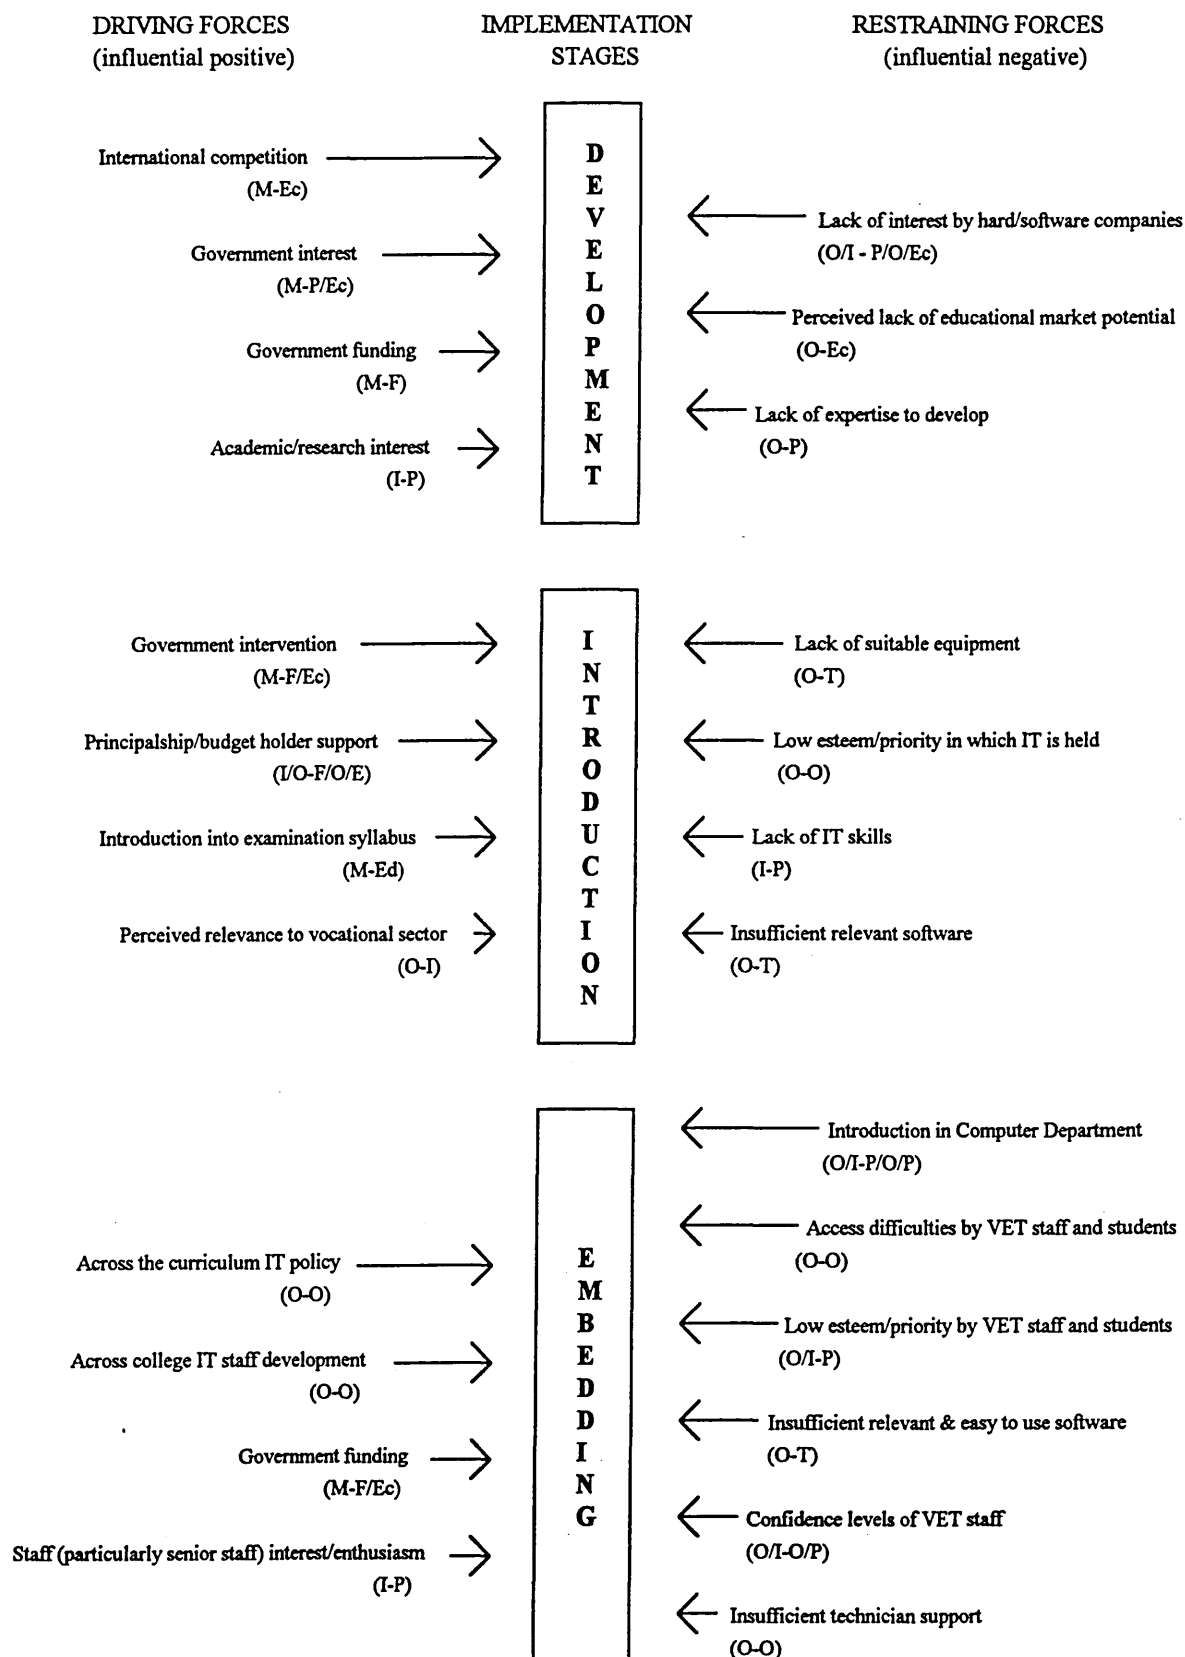 DRIVING FORCES
(influential positive)
IMPLEMENTATION
STAGES
RESTRAINING FORCES
(influential negative)
DEVELOPMENT
International competition
(M-Ec)
Government interest
(M-P/Ec)
Government funding
(M-F)
Academic/research interest
(I-P)
Lack of interest by hard/software companies
(O/I - P/O/Ec)
Perceived lack of educational market potential
(O-Ec)
Lack of expertise to develop
(O-P)
INTRODUCTION
Government intervention
(M-F/Ec)
Principalship/budget holder support
(I/O-F/O/E)
Introduction into examination syllabus
(M-Ed)
Perceived relevance to vocational sector
(O-I)
Lack of suitable equipment
(O-T)
Low esteem/priority in which IT is held
(O-O)
Lack of IT skills
(I-P)
Insufficient relevant software
(O-T)
EMBEDDING
Across the curriculum IT policy
(O-O)
Across college IT staff development
(O-O)
Government funding
(M-F/Ec)
Staff (particularly senior staff) interest/enthusiasm
(I-P)
Introduction in Computer Department
(O/I-P/O/P)
Access difficulties by VET staff and students
(O-O)
Low esteem/priority by VET staff and students
(O/I-P)
Insufficient relevant & easy to use software
(O-T)
Confidence levels of VET staff
(O/I-O/P)
Insufficient technician support
(O-O)